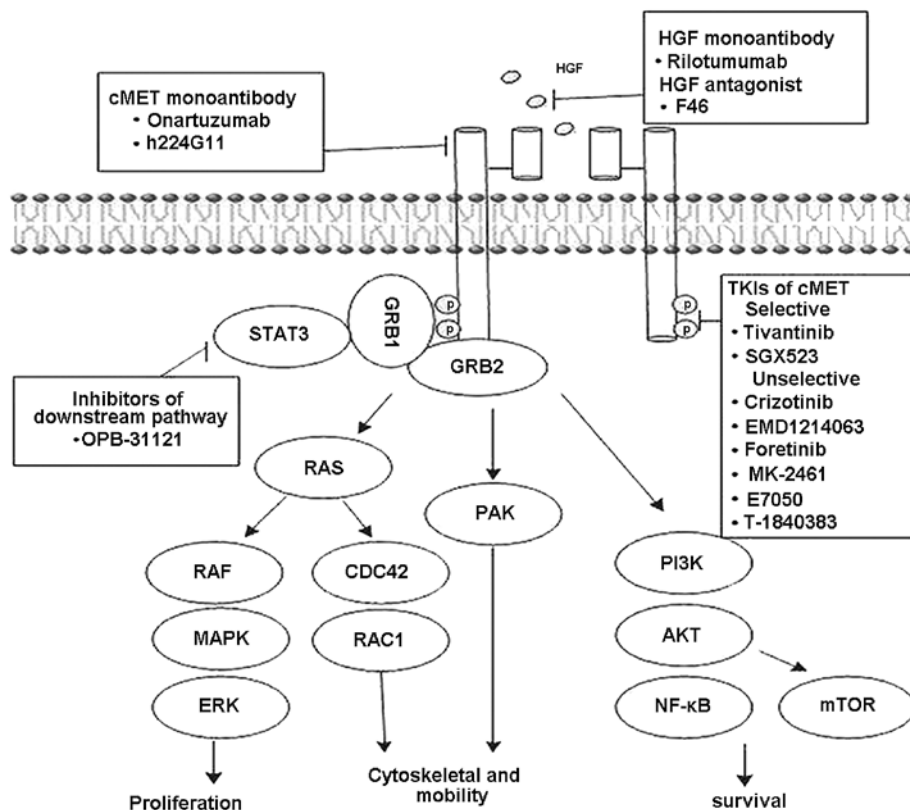 HGF monoantibody
• Rilotumumab
HGF antagonist
• F46
HGF
cMET monoantibody
• Onartuzumab
• h224G11
P
P
P
P
TKIs of cMET
Selective
• Tivantinib
• SGX523
Unselective
• Crizotinib
• EMD1214063
• Foretinib
• MK-2461
• E7050
• T-1840383
STAT3
GRB1
GRB2
Inhibitors of
downstream pathway
•OPB-31121
RAS
PAK
RAF
CDC42
PI3K
MAPK
RAC1
AKT
ERK
NF-κB
mTOR
Proliferation
Cytoskeletal and
mobility
survival